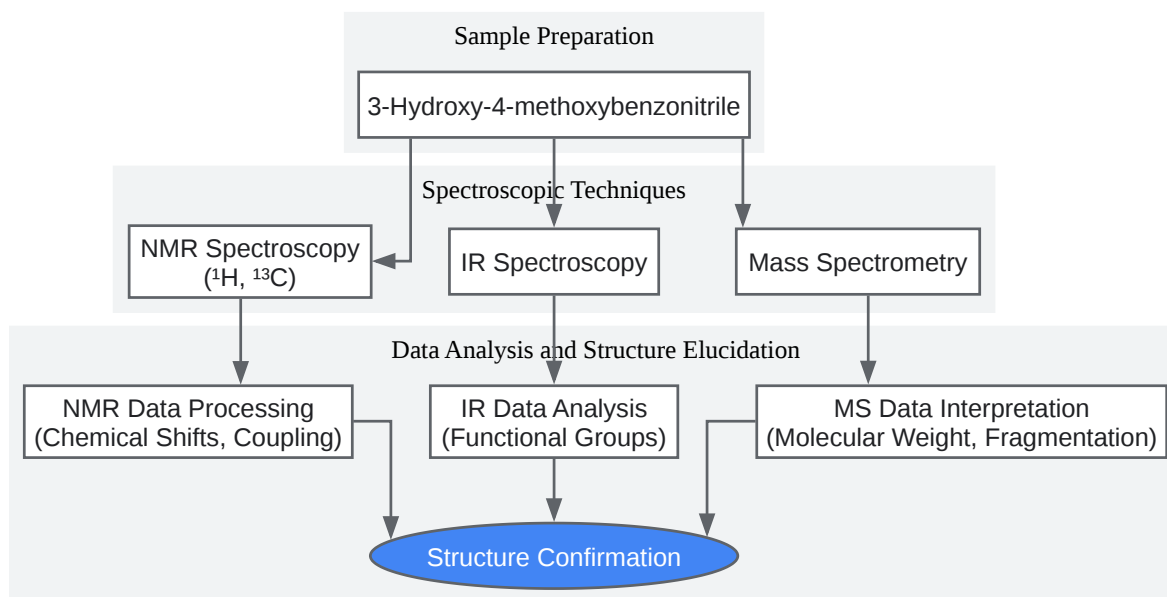 Sample Preparation
3-Hydroxy-4-methoxybenzonitrile
Spectroscopic Techniques
NMR Spectroscopy
(¹H, ¹³C)
IR Spectroscopy
Mass Spectrometry
Data Analysis and Structure Elucidation
NMR Data Processing
(Chemical Shifts, Coupling)
IR Data Analysis
(Functional Groups)
MS Data Interpretation
(Molecular Weight, Fragmentation)
Structure Confirmation